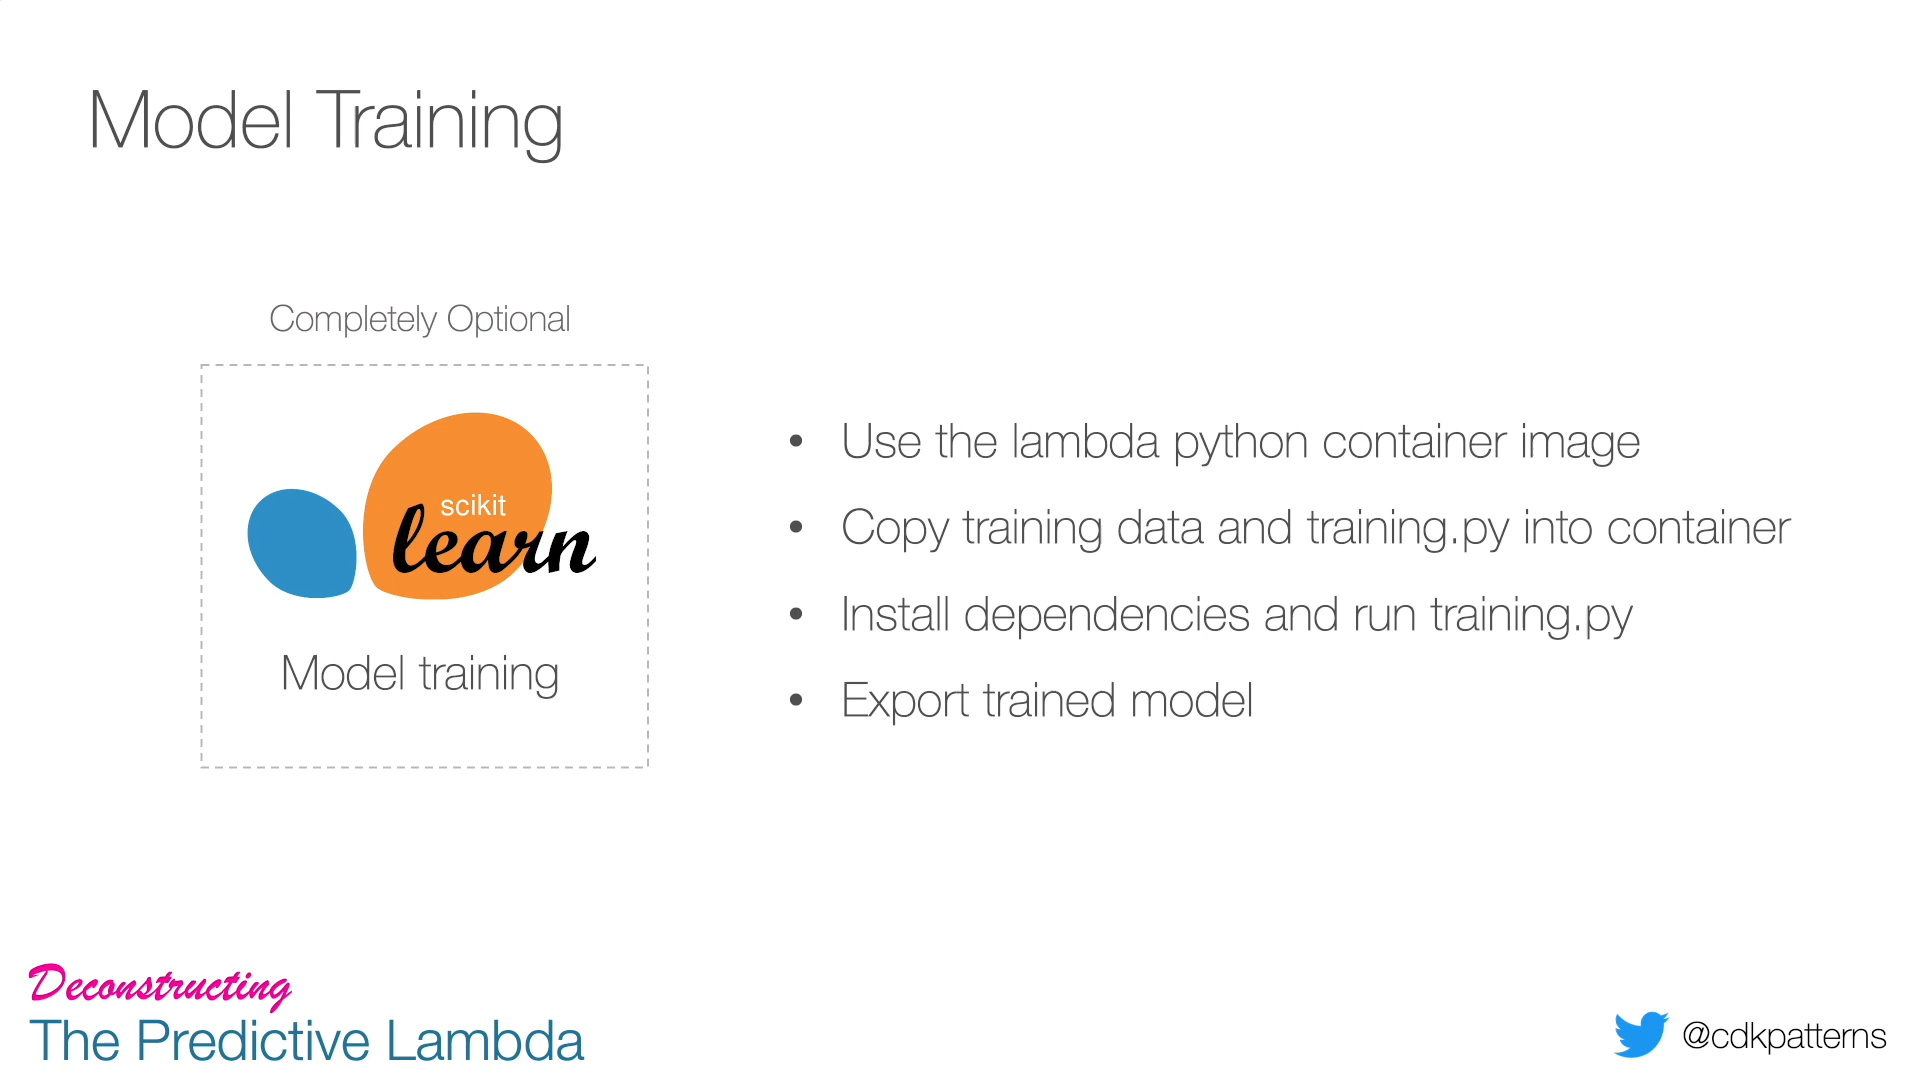 Model Training
Completely Optional
scikit
learn
Model training
• Use the lambda python container image
• Copy training data and training.py into container
• Install dependencies and run training.py
• Export trained model
Deconstructing
The Predictive Lambda
@cdkpatterns